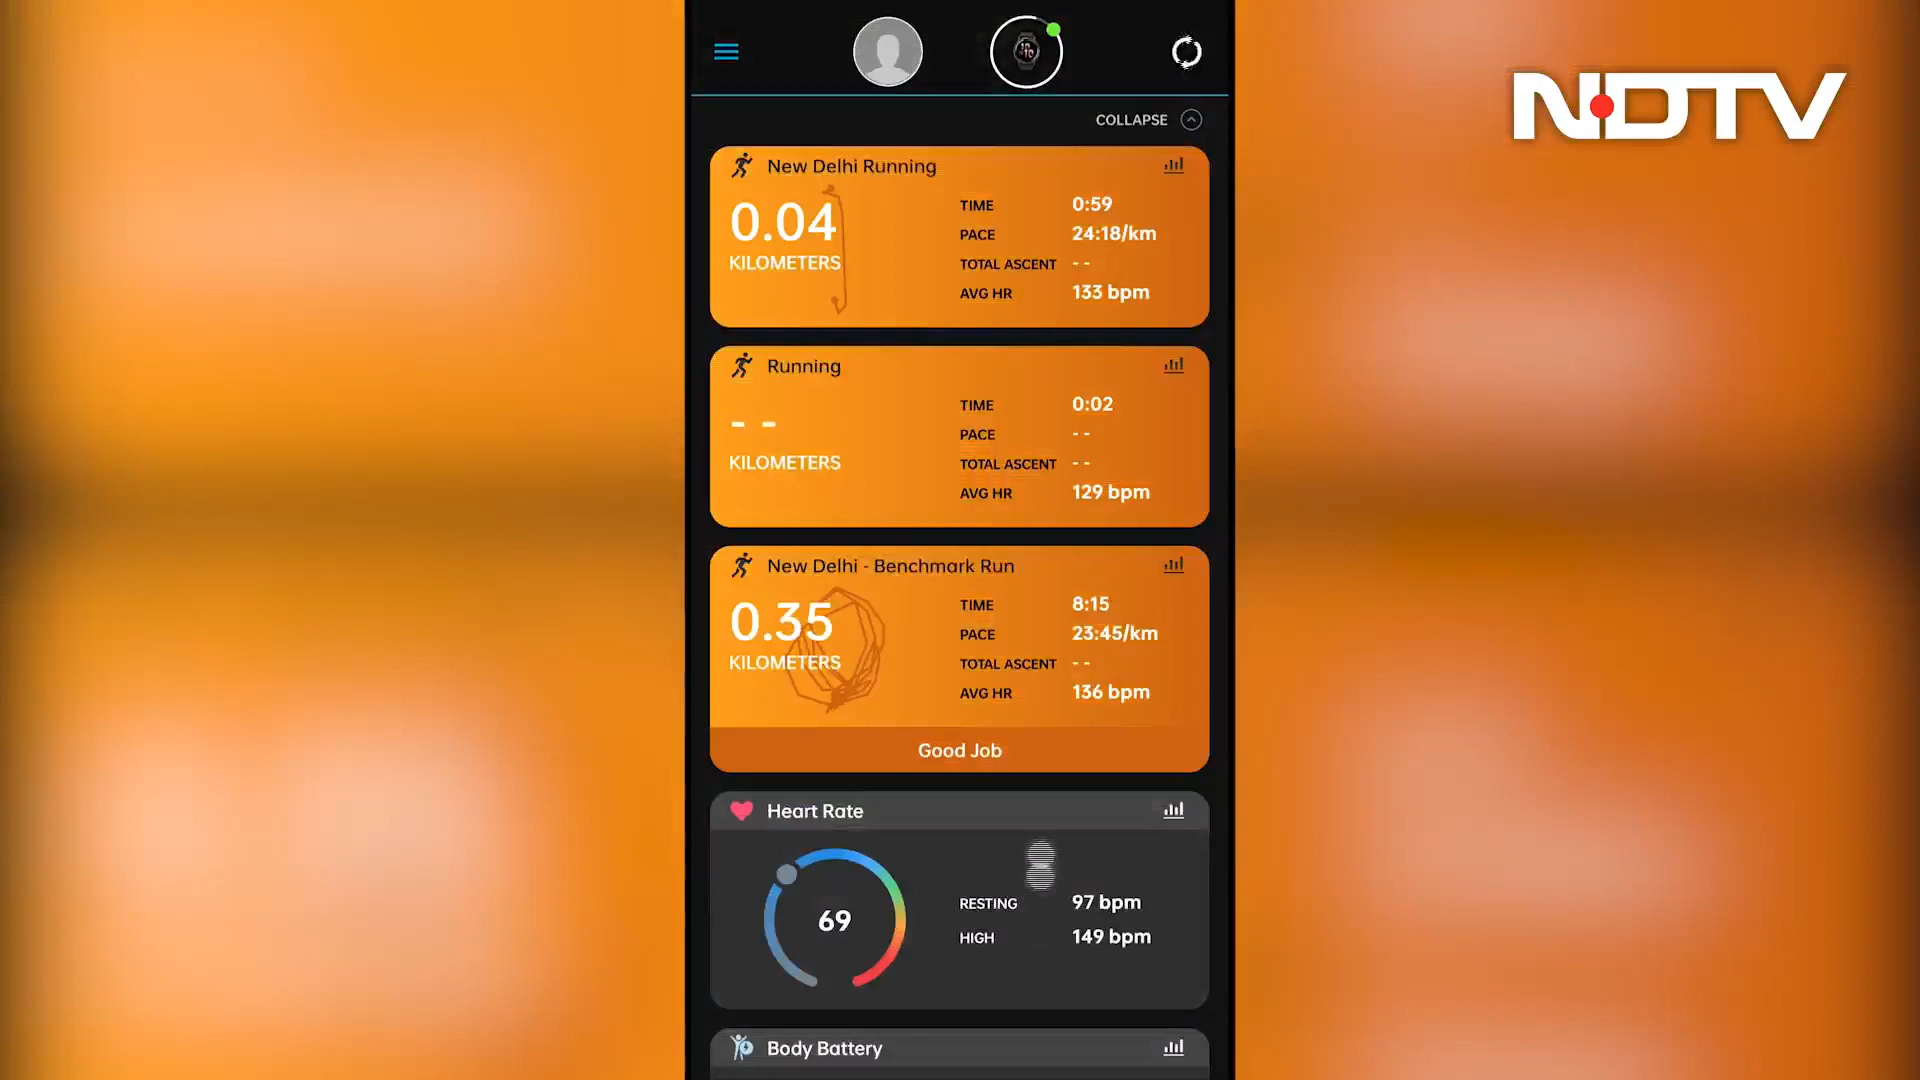 NDTV
COLLAPSE
New Delhi Running
0.04
KILOMETERS
TIME 0:59
PACE 24:18/km
TOTAL ASCENT - -
AVG HR 133 bpm
Running
- -
KILOMETERS
TIME 0:02
PACE - -
TOTAL ASCENT - -
AVG HR 129 bpm
New Delhi - Benchmark Run
0.35
KILOMETERS
TIME 8:15
PACE 23:45/km
TOTAL ASCENT - -
AVG HR 136 bpm
Good Job
Heart Rate
69
RESTING 97 bpm
HIGH 149 bpm
Body Battery